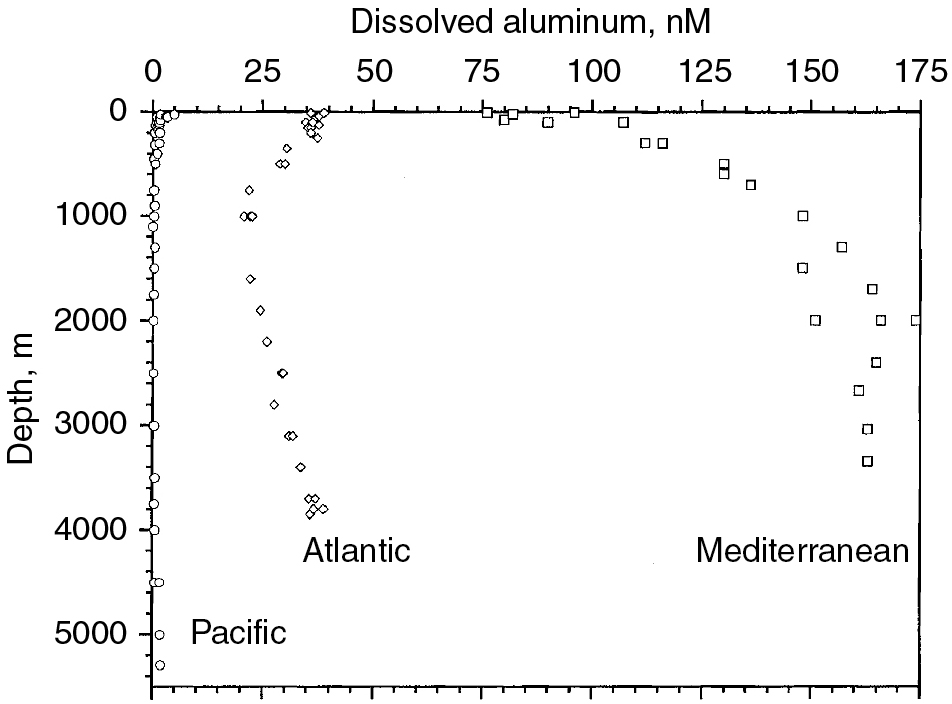 Dissolved aluminum, nM
0 25 50 75 100 125 150 175
0
1000
2000
3000
4000
5000
Depth, m
Atlantic
Mediterranean
Pacific